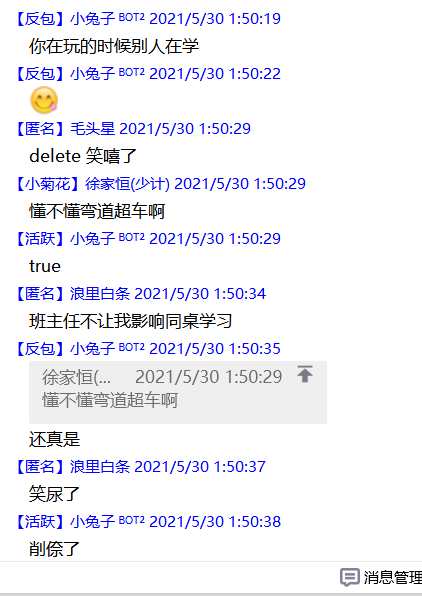 【反包】小兔子 BOT² 2021/5/30 1:50:19
你在玩的时候别人在学
【反包】小兔子 BOT² 2021/5/30 1:50:22
【匿名】毛头星 2021/5/30 1:50:29
delete 笑嘻了
【小菊花】徐家恒(少计) 2021/5/30 1:50:29
懂不懂弯道超车啊
【活跃】小兔子 BOT² 2021/5/30 1:50:29
true
【匿名】浪里白条 2021/5/30 1:50:34
班主任不让我影响同桌学习
【反包】小兔子 BOT² 2021/5/30 1:50:35
徐家恒(... 2021/5/30 1:50:29
懂不懂弯道超车啊
还真是
【匿名】浪里白条 2021/5/30 1:50:37
笑尿了
【活跃】小兔子 BOT² 2021/5/30 1:50:38
削倷了
消息管理